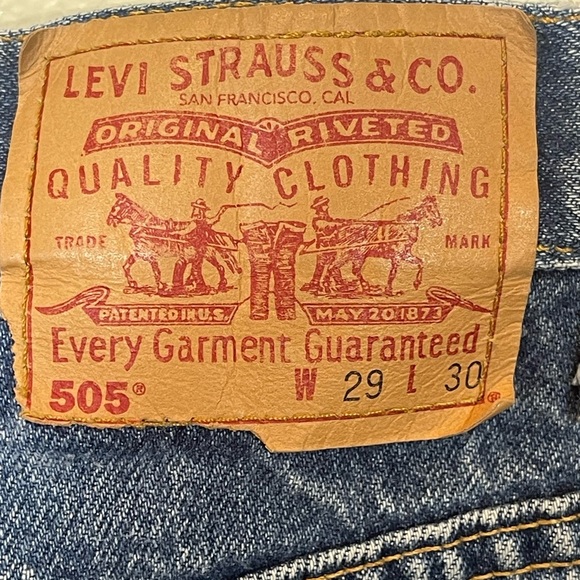 LEVI STRAUSS & CO.
SAN FRANCISCO, CAL
ORIGINAL RIVETED
QUALITY CLOTHING
TRADE MARK
PATENTED IN U.S. MAY 20 1873
Every Garment Guaranteed
505® W 29 L 30
®